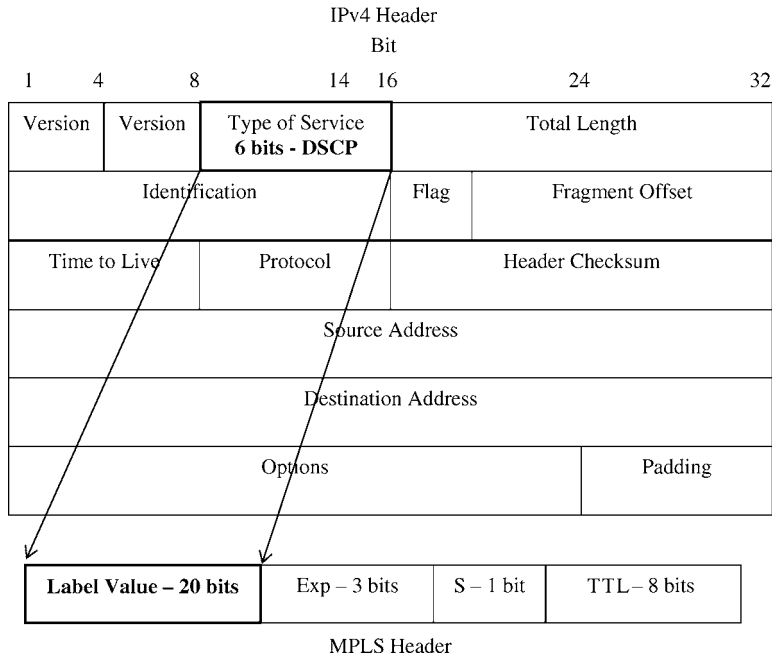 IPv4 Header
Bit
1 4 8 14 16 24 32
Version Version Type of Service Total Length
6 bits - DSCP
Identification Flag Fragment Offset
Time to Live Protocol Header Checksum
Source Address
Destination Address
Options Padding
Label Value – 20 bits Exp – 3 bits S – 1 bit TTL – 8 bits
MPLS Header